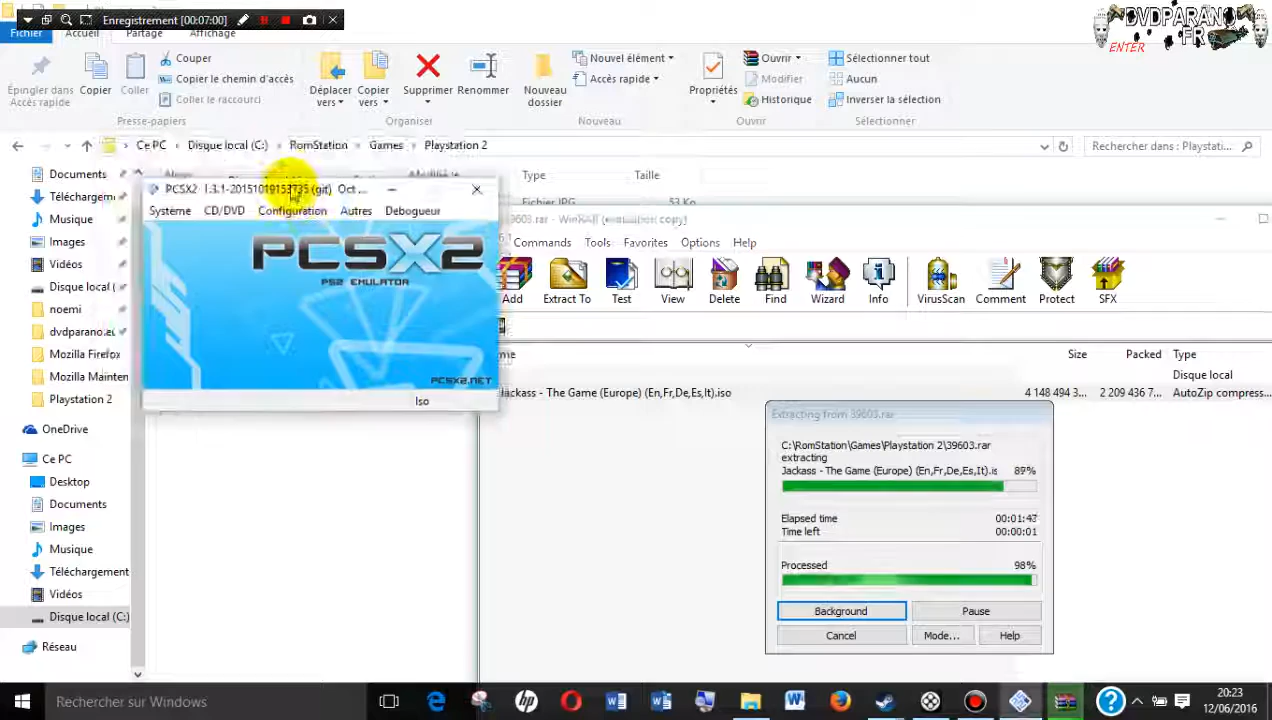 Enregistrement [00:07:00]
DVDPARANO
FR
ENTER
Fichier Accueil Partage Affichage
Épingler dans
Accès rapide
Copier
Coller
Couper
Copier le chemin d'accès
Coller le raccourci
Déplacer
vers
Copier
vers
Supprimer
Renommer
Nouveau
dossier
Nouvel élément
Accès rapide
Propriétés
Ouvrir
Modifier
Historique
Sélectionner tout
Aucun
Inverser la sélection
Presse-papiers
Organiser
Nouveau
Ouvrir
Sélectionner
Ce PC > Disque local (C:) > RomStation > Games > Playstation 2
Rechercher dans : Playstati...
Documents
Téléchargem
Musique
Images
Vidéos
Disque local (
noemi
dvdparano.eu
Mozilla Firefox
Mozilla Mainten
Playstation 2
OneDrive
Ce PC
Desktop
Documents
Images
Musique
Téléchargement
Vidéos
Disque local (C:)
Réseau
Type Taille
Fichier JPG 53 Ko
PCSX2 1.3.1-20151019153735 (git) Oct ...
Système CD/DVD Configuration Autres Débogueur
PCSX2
PS2 EMULATOR
PCSX2.NET
Iso
39603.rar - WinRAR (evaluation copy)
Commands Tools Favorites Options Help
Add Extract To Test View Delete Find Wizard Info VirusScan Comment Protect SFX
Size Packed Type
Disque local
Jackass - The Game (Europe) (En,Fr,De,Es,It).iso 4 148 494 3... 2 209 436 7... AutoZip compress...
Extracting from 39603.rar
C:\RomStation\Games\Playstation 2\39603.rar
extracting
Jackass - The Game (Europe) (En,Fr,De,Es,It).is 89%
Elapsed time 00:01:47
Time left 00:00:01
Processed 98%
Background Pause
Cancel Mode... Help
Rechercher sur Windows
20:23
12/06/2016